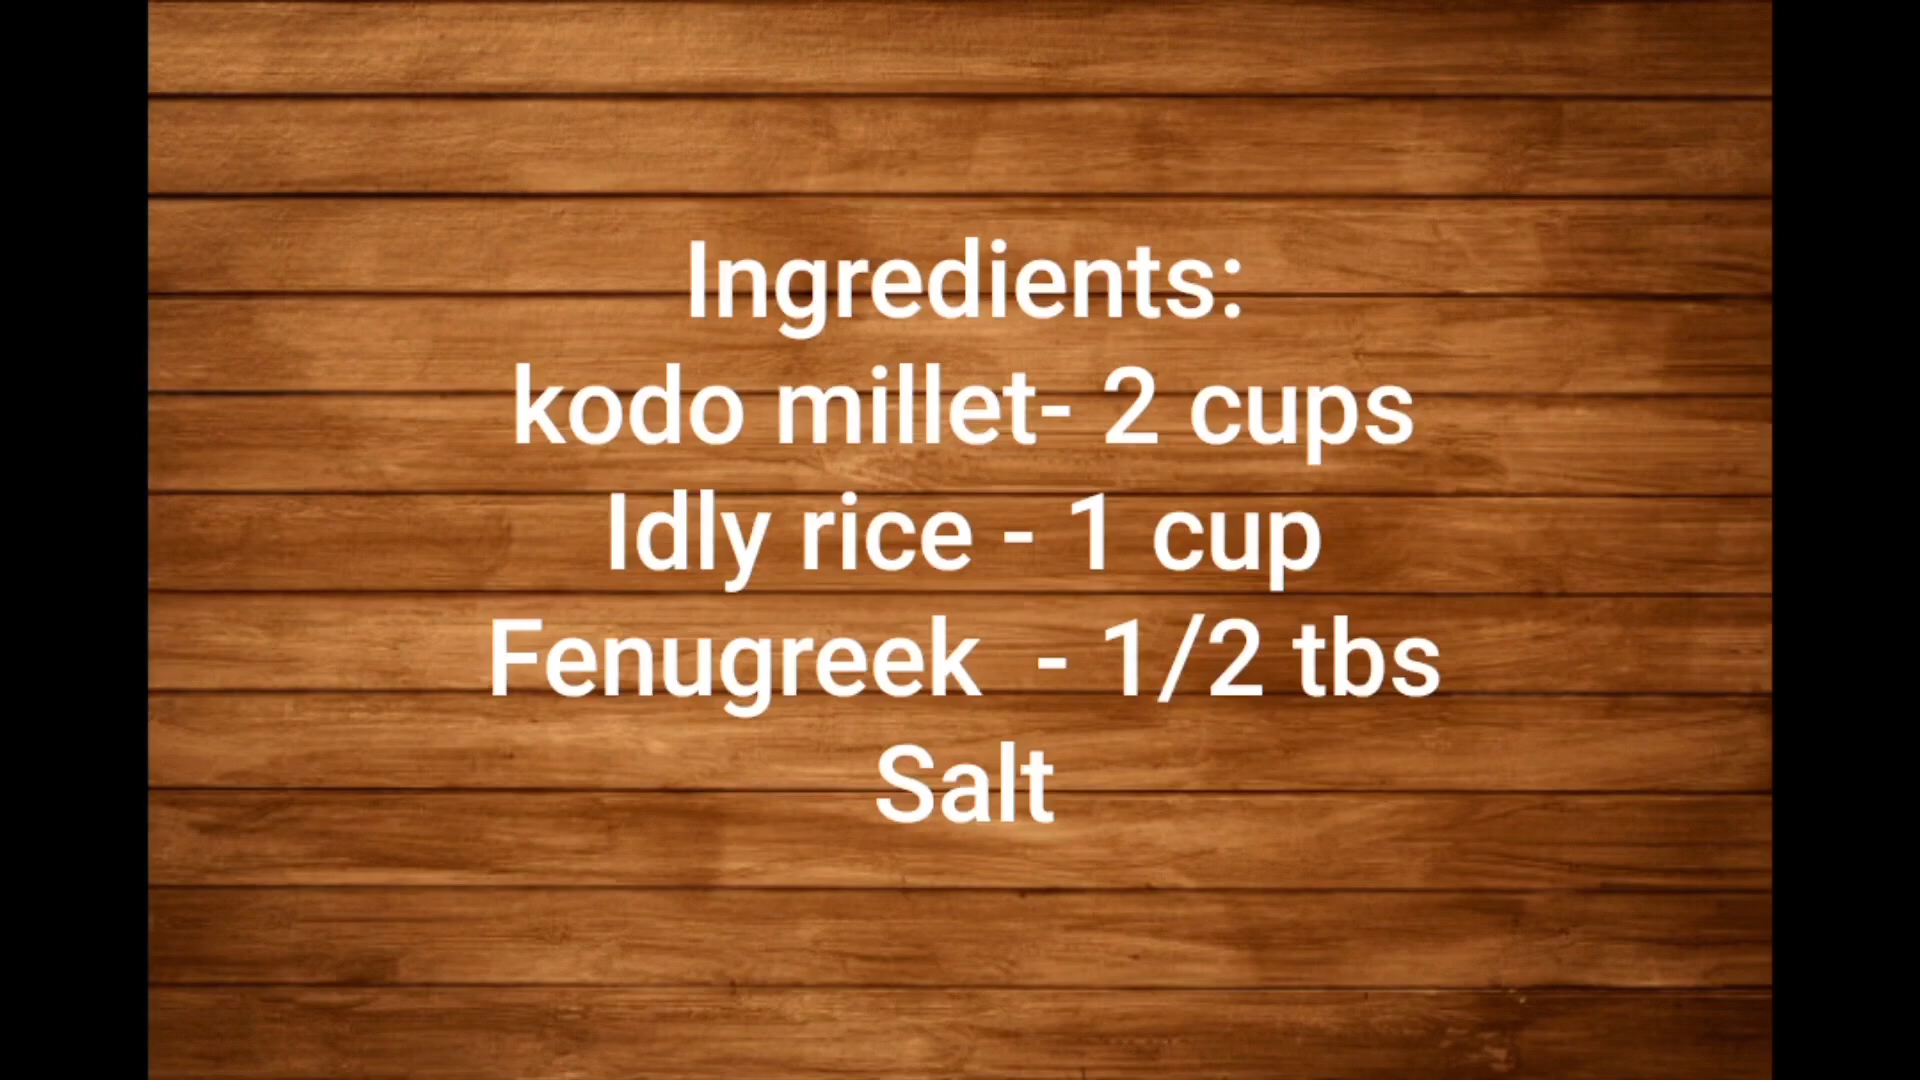 Ingredients:
kodo millet- 2 cups
Idly rice - 1 cup
Fenugreek  - 1/2 tbs
Salt